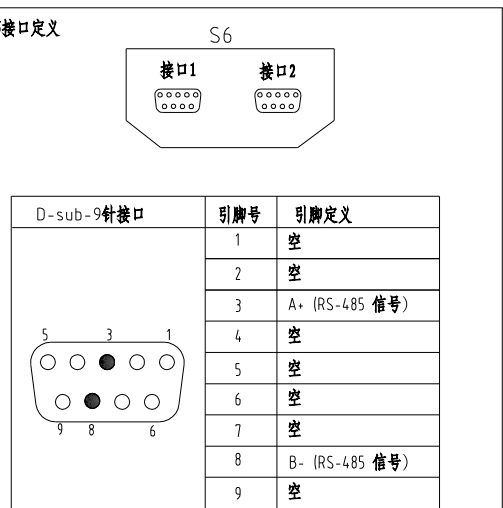 接口定义
S6
接口1 接口2
D-sub-9针接口 引脚号 引脚定义
1 空
2 空
3 A+ (RS-485 信号)
4 空
5 空
6 空
7 空
8 B- (RS-485 信号)
9 空
5 3 1
9 8 6